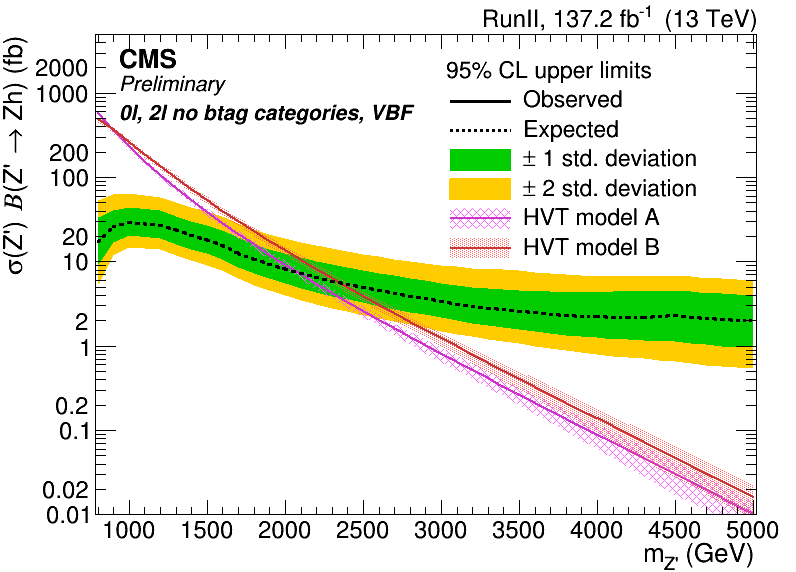 RunII, 137.2 fb⁻¹ (13 TeV)
CMS
Preliminary
0l, 2l no btag categories, VBF
95% CL upper limits
Observed
Expected
± 1 std. deviation
± 2 std. deviation
HVT model A
HVT model B
σ(Z') B(Z' → Zh) (fb)
2000
1000
200
100
20
10
2
1
0.2
0.1
0.02
0.01
1000 1500 2000 2500 3000 3500 4000 4500 5000
m_Z' (GeV)